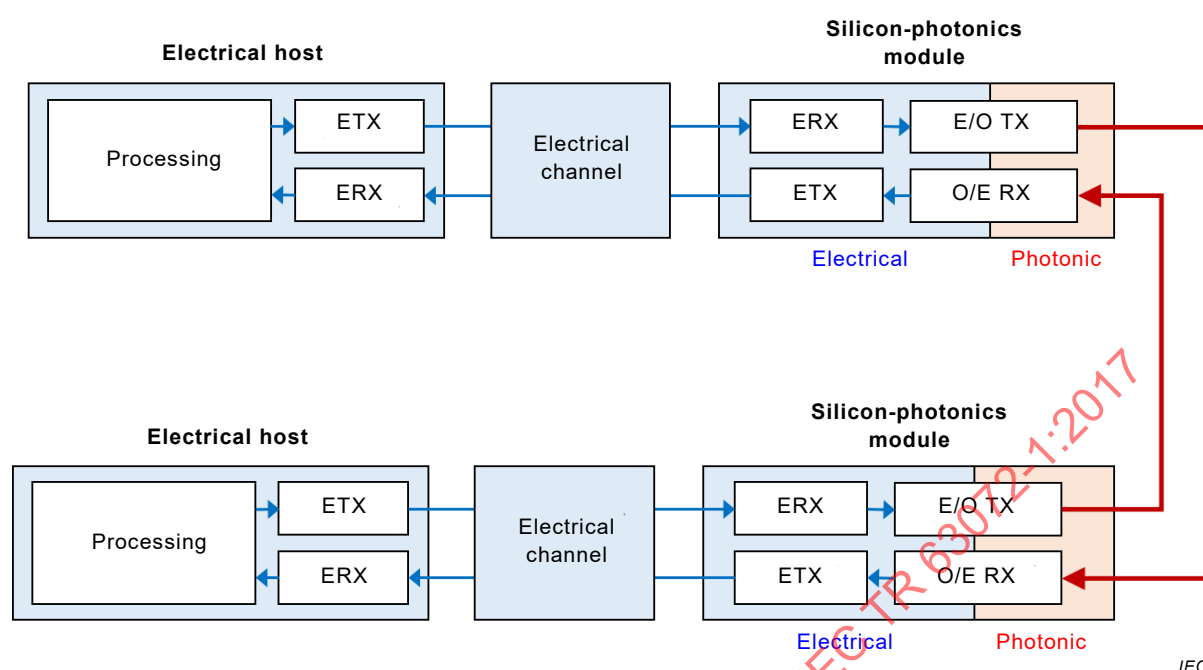 Silicon-photonics
module
Electrical host
Processing
ETX
ERX
Electrical
channel
ERX
E/O TX
ETX
O/E RX
Electrical
Photonic
Silicon-photonics
module
Electrical host
Processing
ETX
ERX
Electrical
channel
ERX
E/O TX
ETX
O/E RX
Electrical
Photonic
IEC TR 63072-1:2017
IEC